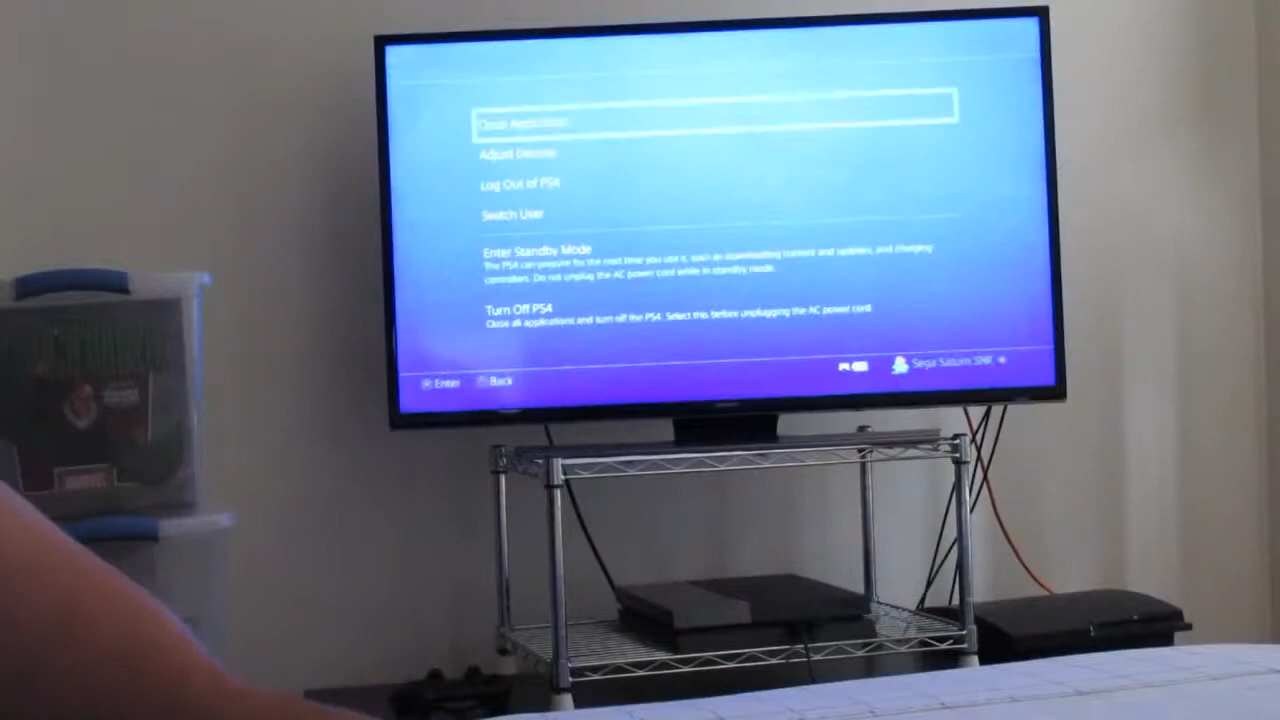 Close Application
Adjust Devices
Log Out of PS4
Switch User
Enter Standby Mode
The PS4 can prepare for the next time you use it, such as downloading content and updates, and charging
controllers. Do not unplug the AC power cord while in standby mode.
Turn Off PS4
Close all applications and turn off the PS4. Select this before unplugging the AC power cord.
Enter Back Sega Saturn SNR